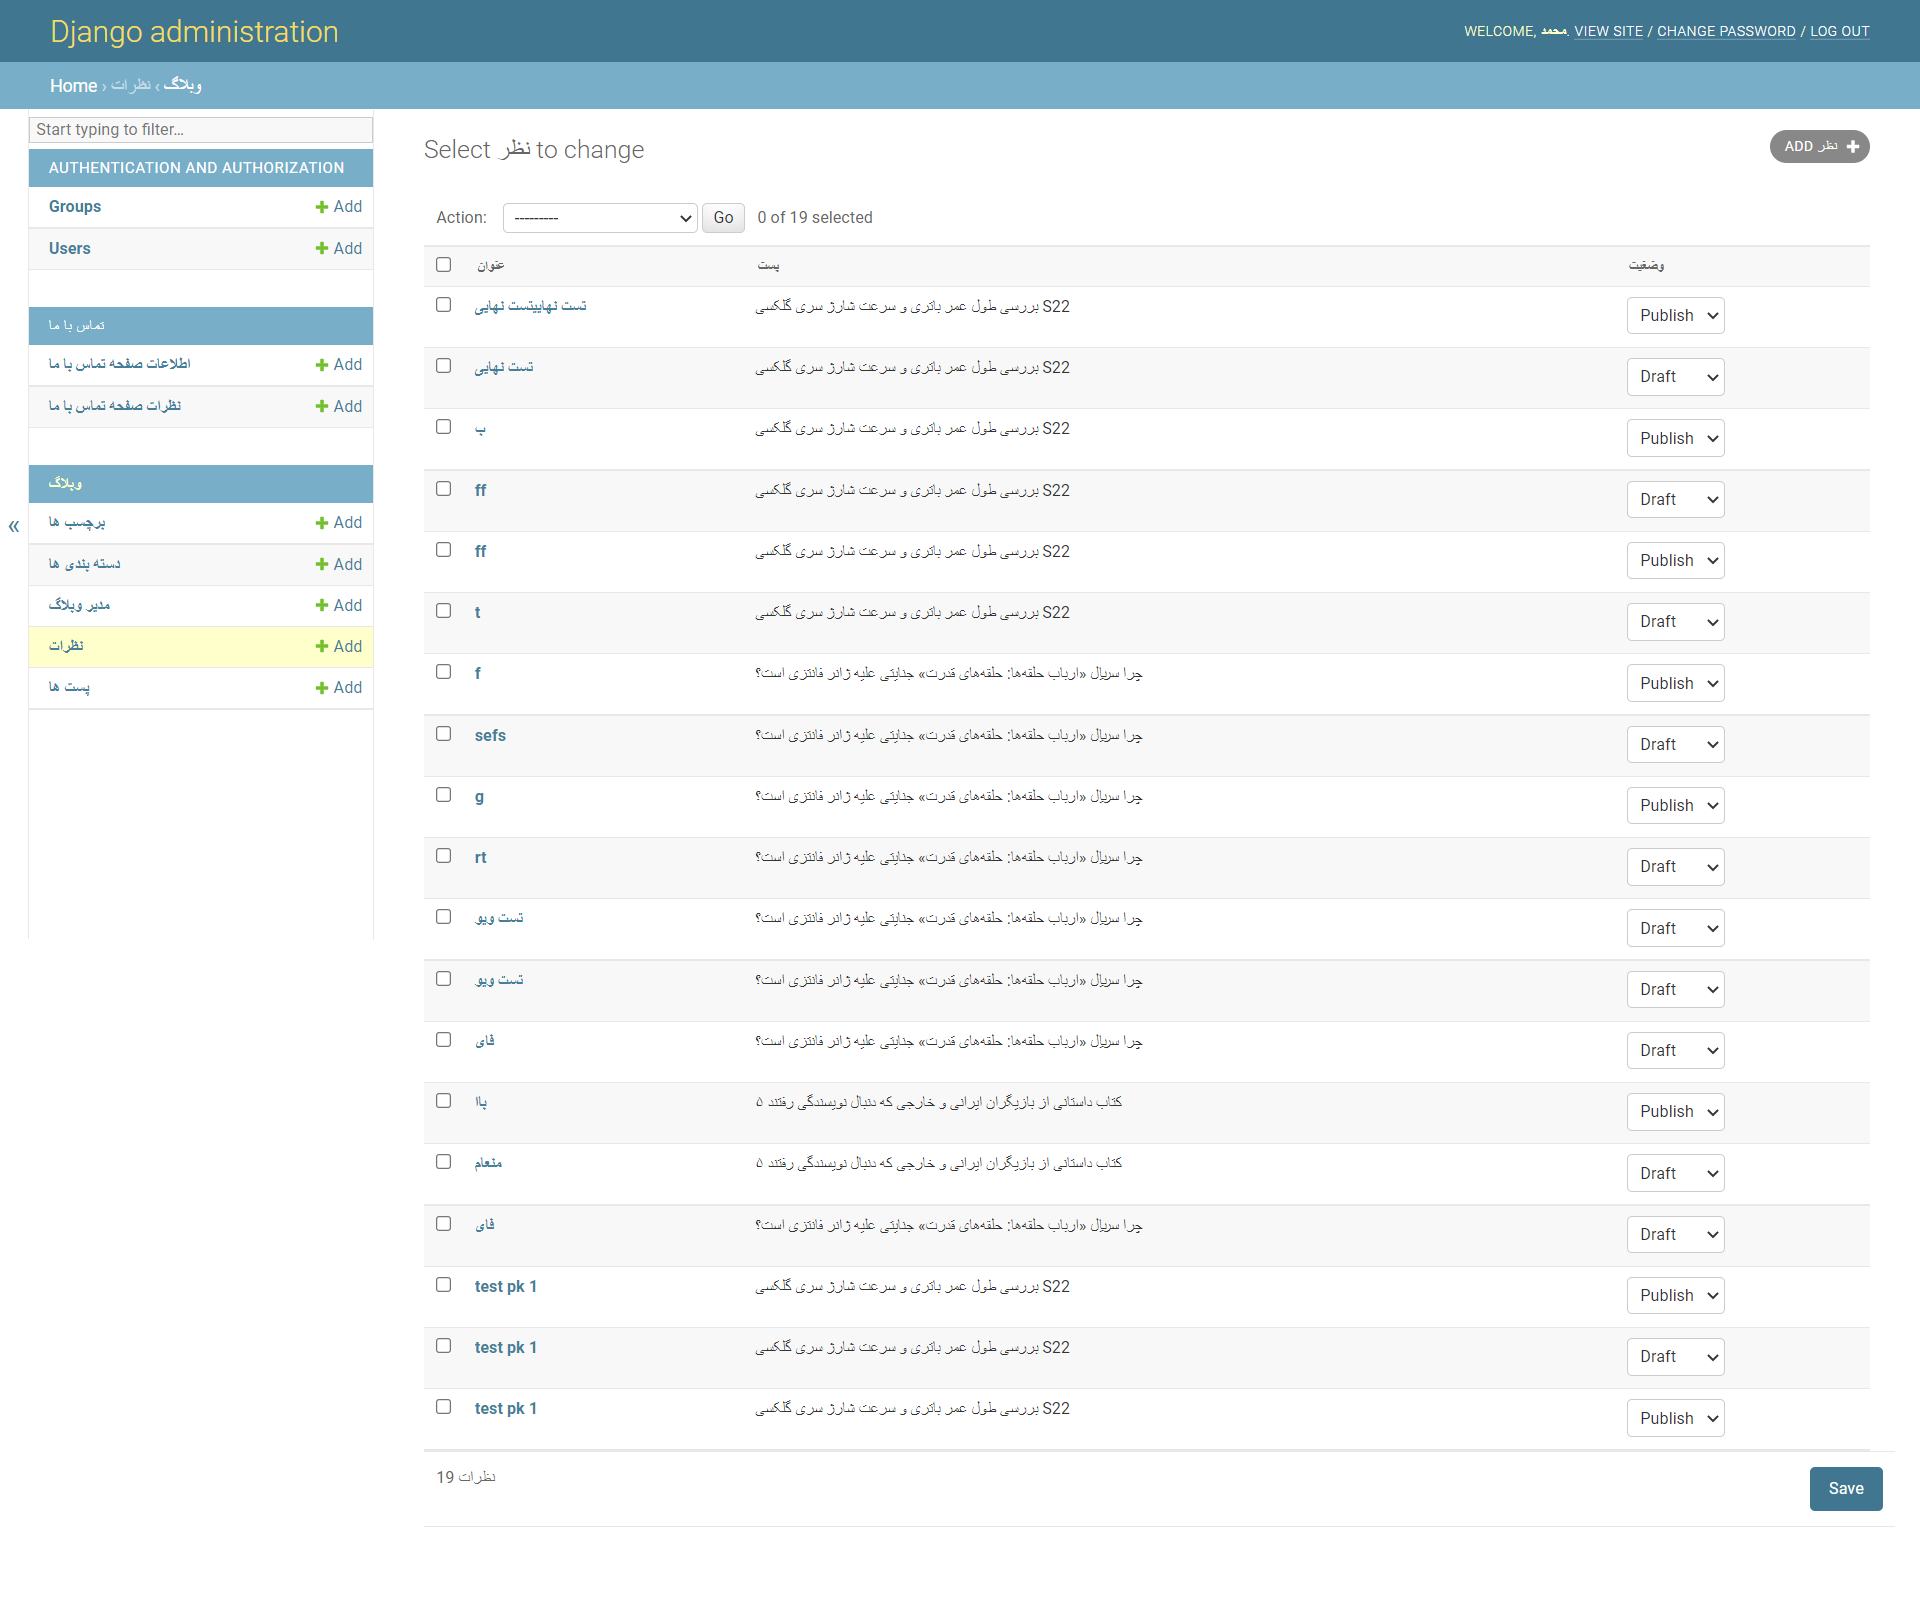 Django administration
WELCOME, محمد. VIEW SITE / CHANGE PASSWORD / LOG OUT
Home › وبلاگ › نظرات
Start typing to filter...
AUTHENTICATION AND AUTHORIZATION
Groups Add
Users Add
تماس با ما
اطلاعات صفحه تماس با ما Add
نظرات صفحه تماس با ما Add
وبلاگ
برچسب ها Add
دسته بندی ها Add
مدیر وبلاگ Add
نظرات Add
پست ها Add
«
Select نظر to change
ADD نظر
Action: --------- Go 0 of 19 selected
عنوان پست وضعیت
تست نهاییتست نهایی بررسی طول عمر باتری و سرعت شارژ سری گلکسی S22 Publish
تست نهایی بررسی طول عمر باتری و سرعت شارژ سری گلکسی S22 Draft
ب بررسی طول عمر باتری و سرعت شارژ سری گلکسی S22 Publish
ff بررسی طول عمر باتری و سرعت شارژ سری گلکسی S22 Draft
ff بررسی طول عمر باتری و سرعت شارژ سری گلکسی S22 Publish
t بررسی طول عمر باتری و سرعت شارژ سری گلکسی S22 Draft
f چرا سریال «ارباب حلقه‌ها: حلقه‌های قدرت» جنایتی علیه ژانر فانتزی است؟ Publish
sefs چرا سریال «ارباب حلقه‌ها: حلقه‌های قدرت» جنایتی علیه ژانر فانتزی است؟ Draft
g چرا سریال «ارباب حلقه‌ها: حلقه‌های قدرت» جنایتی علیه ژانر فانتزی است؟ Publish
rt چرا سریال «ارباب حلقه‌ها: حلقه‌های قدرت» جنایتی علیه ژانر فانتزی است؟ Draft
تست ویو چرا سریال «ارباب حلقه‌ها: حلقه‌های قدرت» جنایتی علیه ژانر فانتزی است؟ Draft
تست ویو چرا سریال «ارباب حلقه‌ها: حلقه‌های قدرت» جنایتی علیه ژانر فانتزی است؟ Draft
فای چرا سریال «ارباب حلقه‌ها: حلقه‌های قدرت» جنایتی علیه ژانر فانتزی است؟ Draft
پاا ۵ کتاب داستانی از بازیگران ایرانی و خارجی که دنبال نویسندگی رفتند Publish
منعام ۵ کتاب داستانی از بازیگران ایرانی و خارجی که دنبال نویسندگی رفتند Draft
فای چرا سریال «ارباب حلقه‌ها: حلقه‌های قدرت» جنایتی علیه ژانر فانتزی است؟ Draft
test pk 1 بررسی طول عمر باتری و سرعت شارژ سری گلکسی S22 Publish
test pk 1 بررسی طول عمر باتری و سرعت شارژ سری گلکسی S22 Draft
test pk 1 بررسی طول عمر باتری و سرعت شارژ سری گلکسی S22 Publish
19 نظرات
Save